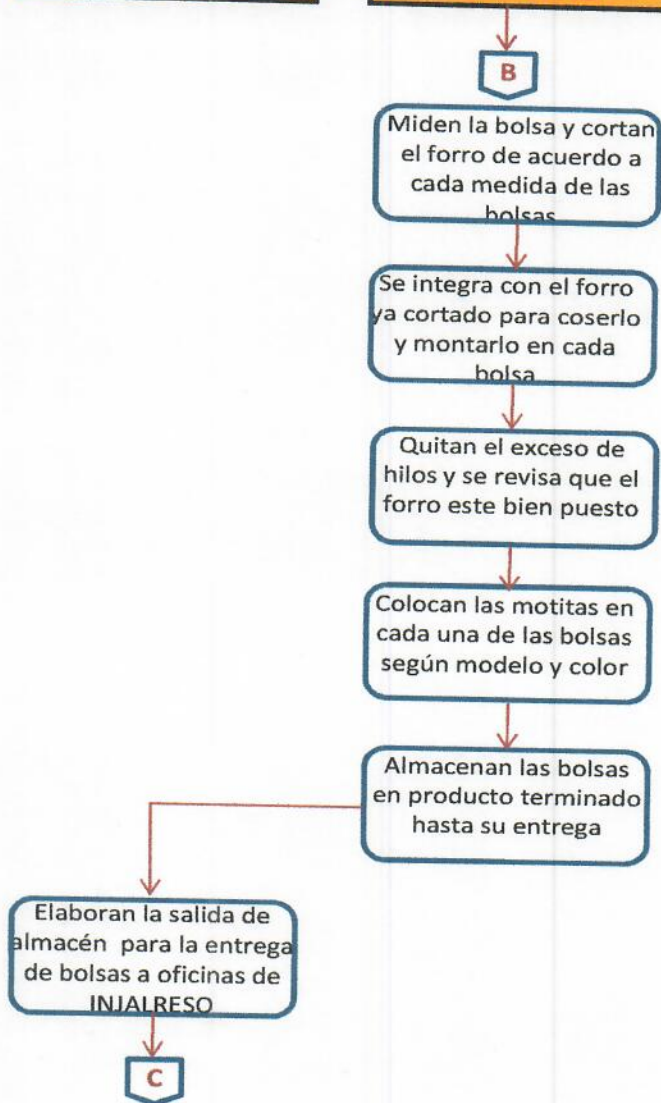 B
Miden la bolsa y cortan
el forro de acuerdo a
cada medida de las
bolsas
Se integra con el forro
ya cortado para coserlo
y montarlo en cada
bolsa
Quitan el exceso de
hilos y se revisa que el
forro este bien puesto
Colocan las motitas en
cada una de las bolsas
según modelo y color
Almacenan las bolsas
en producto terminado
hasta su entrega
Elaboran la salida de
almacén para la entrega
de bolsas a oficinas de
INJALRESO
C